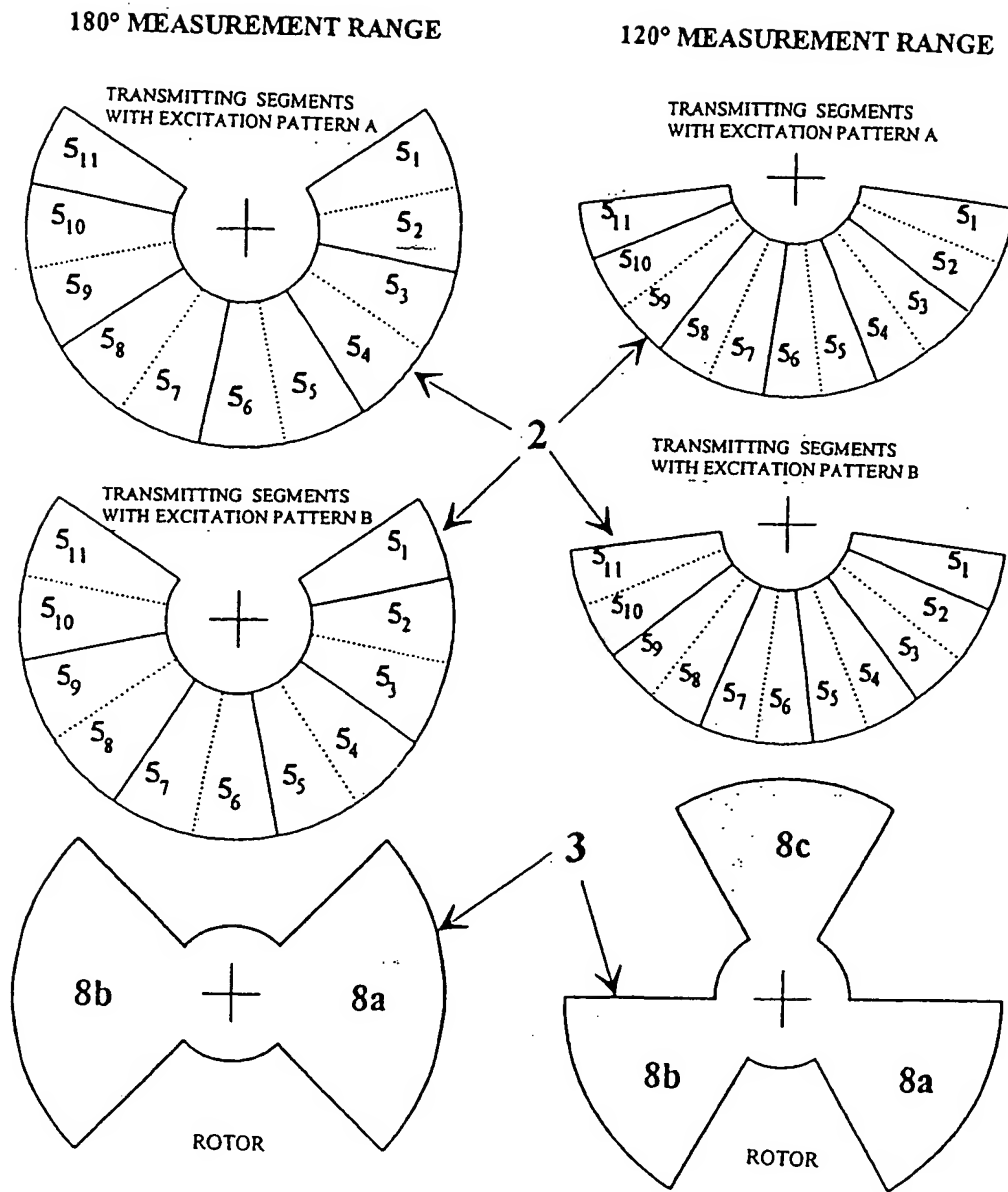 180° MEASUREMENT RANGE
120° MEASUREMENT RANGE
TRANSMITTING SEGMENTS
WITH EXCITATION PATTERN A
5₁₁
5₁
5₁₀
5₂
5₉
5₃
5₈
5₄
5₇
5₆
5₅
TRANSMITTING SEGMENTS
WITH EXCITATION PATTERN A
5₁₁
5₁
5₁₀
5₂
5₉
5₃
5₈
5₄
5₇
5₆
5₅
2
TRANSMITTING SEGMENTS
WITH EXCITATION PATTERN B
5₁₁
5₁
5₁₀
5₂
5₉
5₃
5₈
5₄
5₇
5₆
5₅
TRANSMITTING SEGMENTS
WITH EXCITATION PATTERN B
5₁₁
5₁
5₁₀
5₂
5₉
5₃
5₈
5₄
5₇
5₆
5₅
3
8b
8a
ROTOR
8c
8b
8a
ROTOR